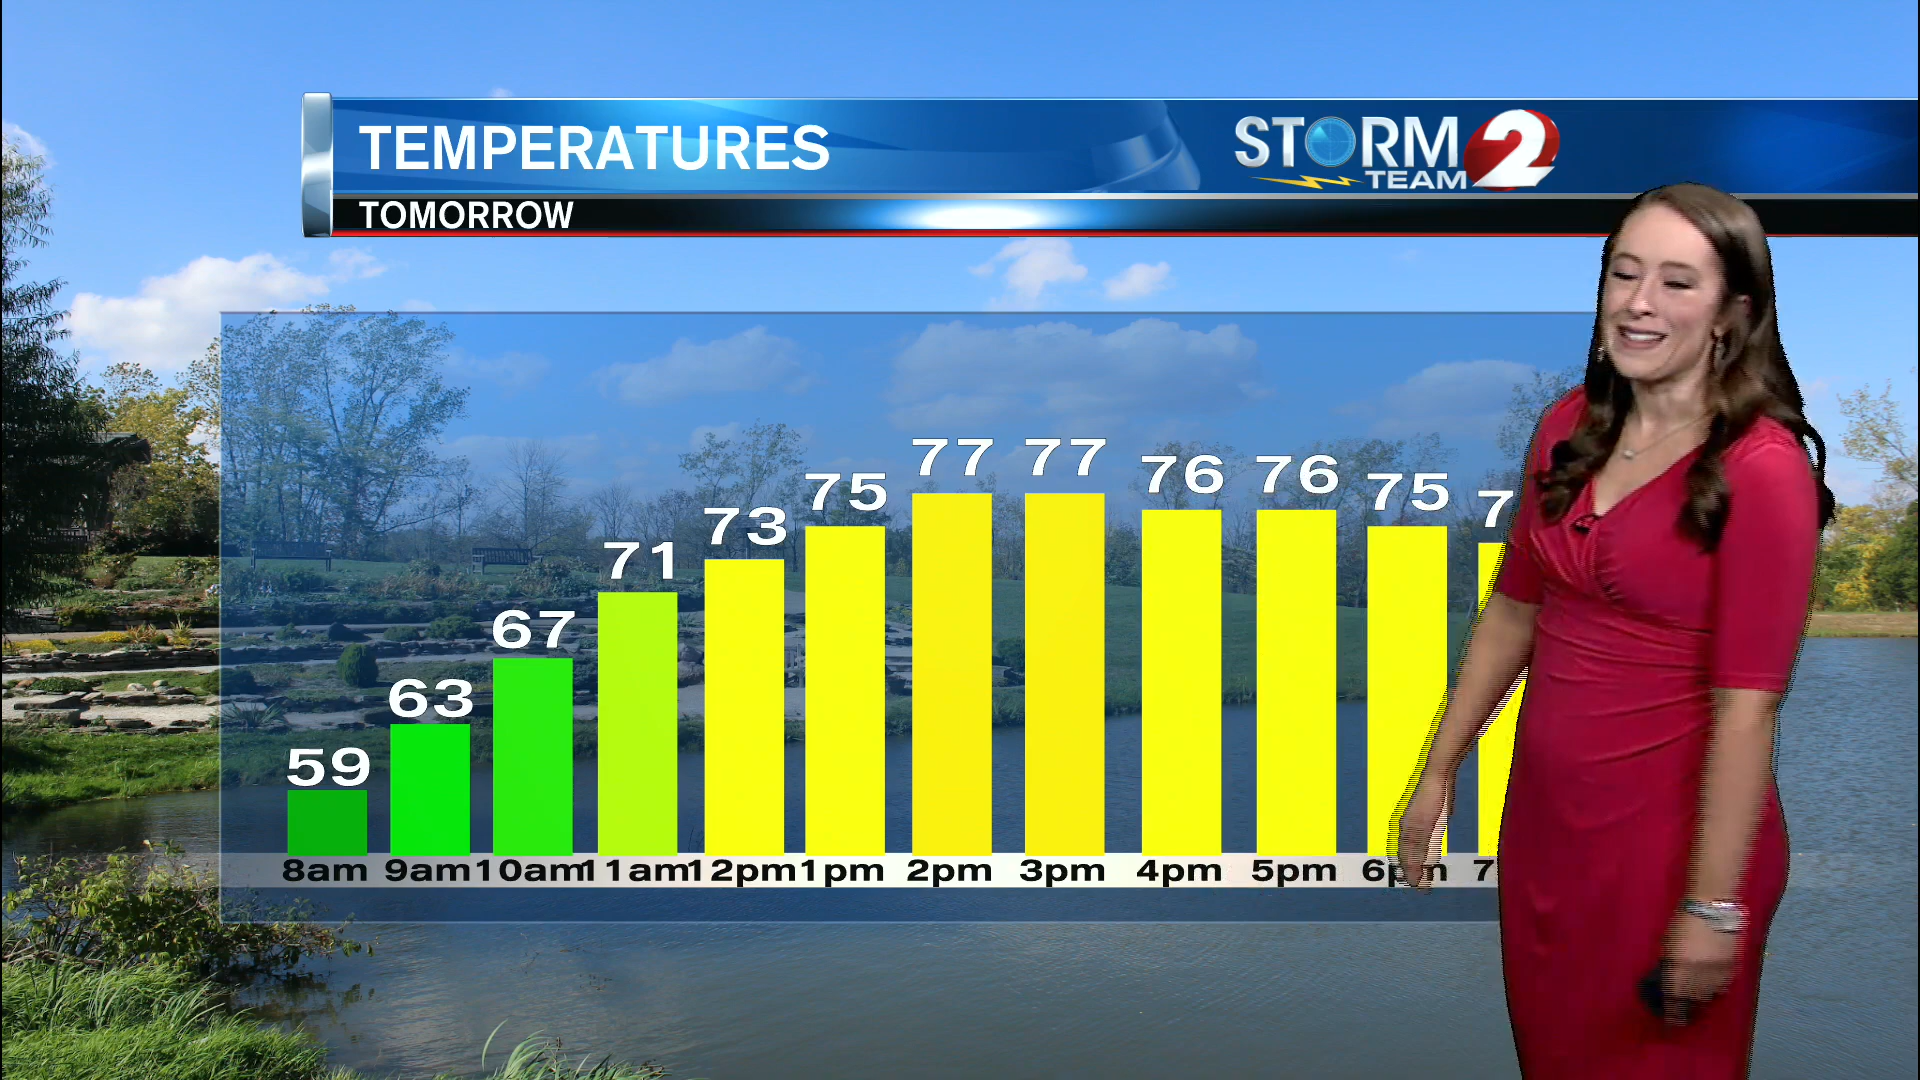 TEMPERATURES
STORM TEAM 2
TOMORROW
59 63 67 71 73 75 77 77 76 76 75
8am 9am 10am 11am 12pm 1pm 2pm 3pm 4pm 5pm 6pm